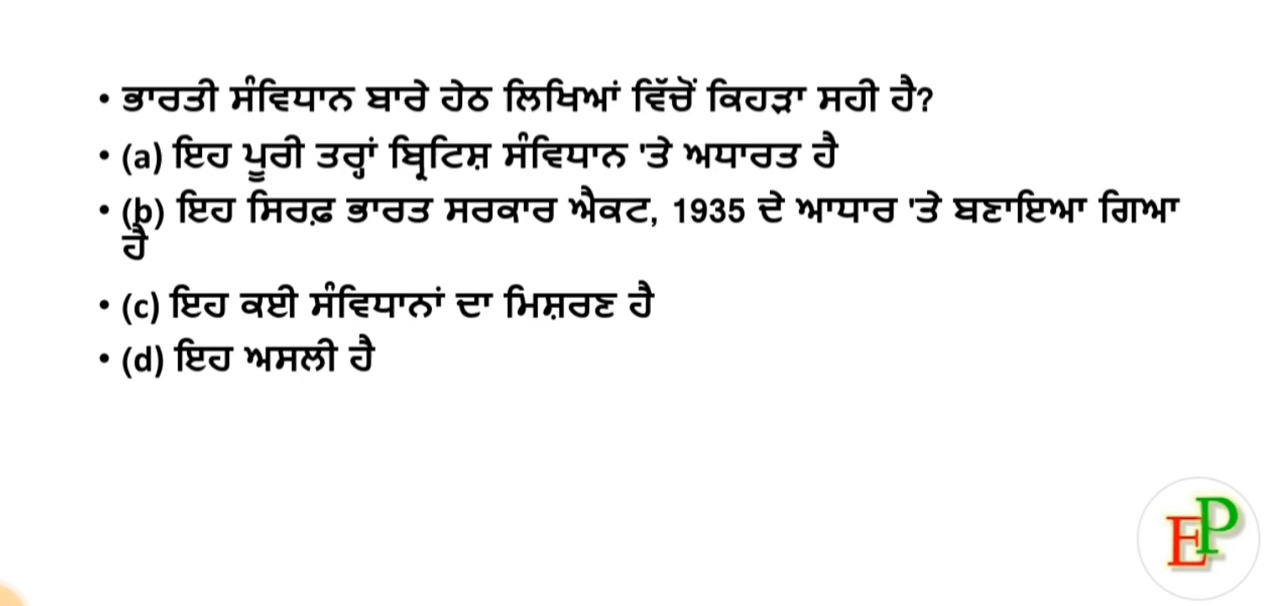 • ਭਾਰਤੀ ਸੰਵਿਧਾਨ ਬਾਰੇ ਹੇਠ ਲਿਖਿਆਂ ਵਿੱਚੋਂ ਕਿਹੜਾ ਸਹੀ ਹੈ?
• (a) ਇਹ ਪੂਰੀ ਤਰ੍ਹਾਂ ਬ੍ਰਿਟਿਸ਼ ਸੰਵਿਧਾਨ 'ਤੇ ਅਧਾਰਤ ਹੈ
• (b) ਇਹ ਸਿਰਫ਼ ਭਾਰਤ ਸਰਕਾਰ ਐਕਟ, 1935 ਦੇ ਆਧਾਰ 'ਤੇ ਬਣਾਇਆ ਗਿਆ
ਹੈ
• (c) ਇਹ ਕਈ ਸੰਵਿਧਾਨਾਂ ਦਾ ਮਿਸ਼ਰਣ ਹੈ
• (d) ਇਹ ਅਸਲੀ ਹੈ
EP